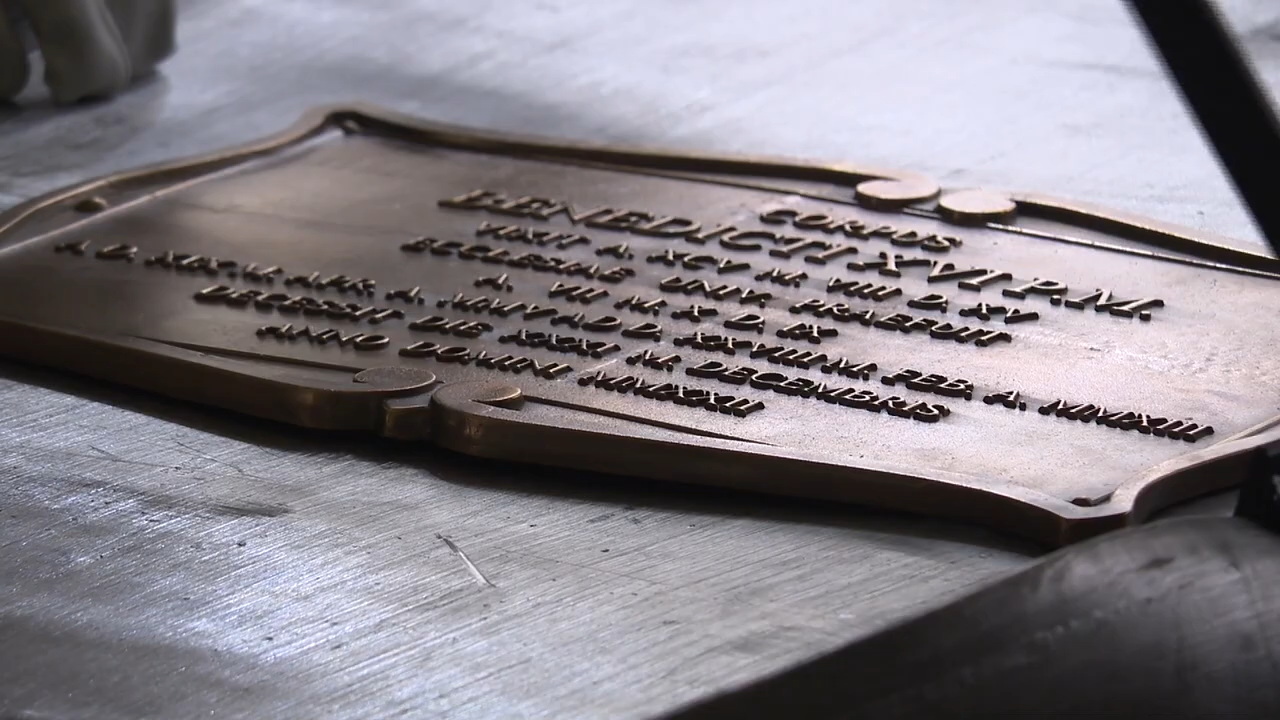 CORPUS
BENEDICTI XVI P.M.
VIXIT A. XCV M. VIIII D. XV
ECCLESIAE UNIV. PRAEFUIT
A. VII M. X D. IX
A D. XIX M. APR. A. MMV AD D. XXVIII M. FEB. A. MMXIII
DECESSIT DIE XXXI M. DECEMBRIS
ANNO DOMINI MMXXII